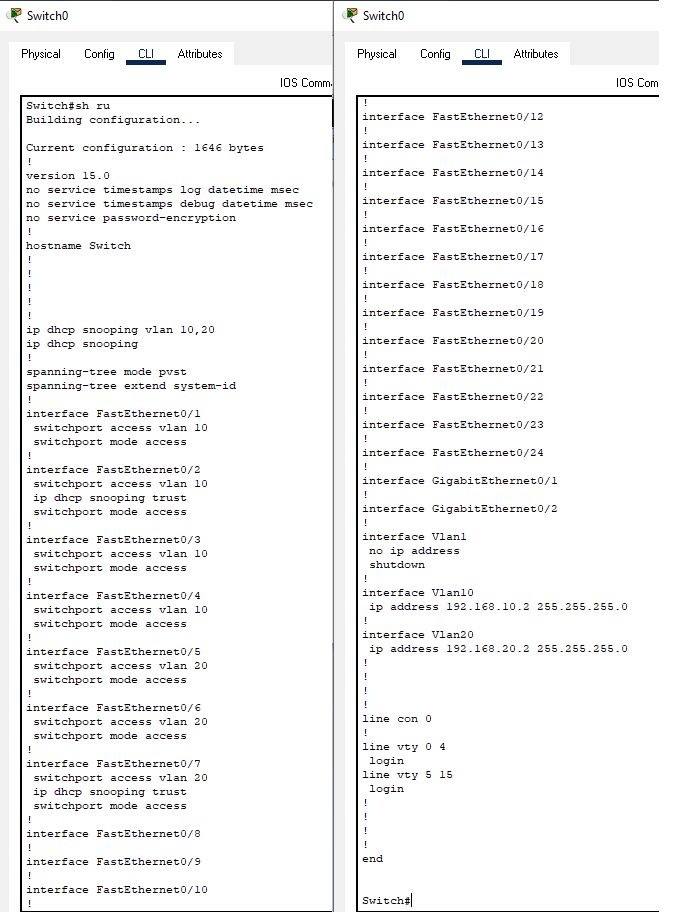 Switch0
Physical Config CLI Attributes
IOS Comma
Switch#sh ru
Building configuration...
Current configuration : 1646 bytes
!
version 15.0
no service timestamps log datetime msec
no service timestamps debug datetime msec
no service password-encryption
!
hostname Switch
!
!
!
!
!
ip dhcp snooping vlan 10,20
ip dhcp snooping
!
spanning-tree mode pvst
spanning-tree extend system-id
!
interface FastEthernet0/1
switchport access vlan 10
switchport mode access
!
interface FastEthernet0/2
switchport access vlan 10
ip dhcp snooping trust
switchport mode access
!
interface FastEthernet0/3
switchport access vlan 10
switchport mode access
!
interface FastEthernet0/4
switchport access vlan 10
switchport mode access
!
interface FastEthernet0/5
switchport access vlan 20
switchport mode access
!
interface FastEthernet0/6
switchport access vlan 20
switchport mode access
!
interface FastEthernet0/7
switchport access vlan 20
ip dhcp snooping trust
switchport mode access
!
interface FastEthernet0/8
!
interface FastEthernet0/9
!
interface FastEthernet0/10
!
Switch0
Physical Config CLI Attributes
IOS Com
!
interface FastEthernet0/12
!
interface FastEthernet0/13
!
interface FastEthernet0/14
!
interface FastEthernet0/15
!
interface FastEthernet0/16
!
interface FastEthernet0/17
!
interface FastEthernet0/18
!
interface FastEthernet0/19
!
interface FastEthernet0/20
!
interface FastEthernet0/21
!
interface FastEthernet0/22
!
interface FastEthernet0/23
!
interface FastEthernet0/24
!
interface GigabitEthernet0/1
!
interface GigabitEthernet0/2
!
interface Vlan1
no ip address
shutdown
!
interface Vlan10
ip address 192.168.10.2 255.255.255.0
!
interface Vlan20
ip address 192.168.20.2 255.255.255.0
!
!
!
!
line con 0
!
line vty 0 4
login
line vty 5 15
login
!
!
!
!
end
Switch#